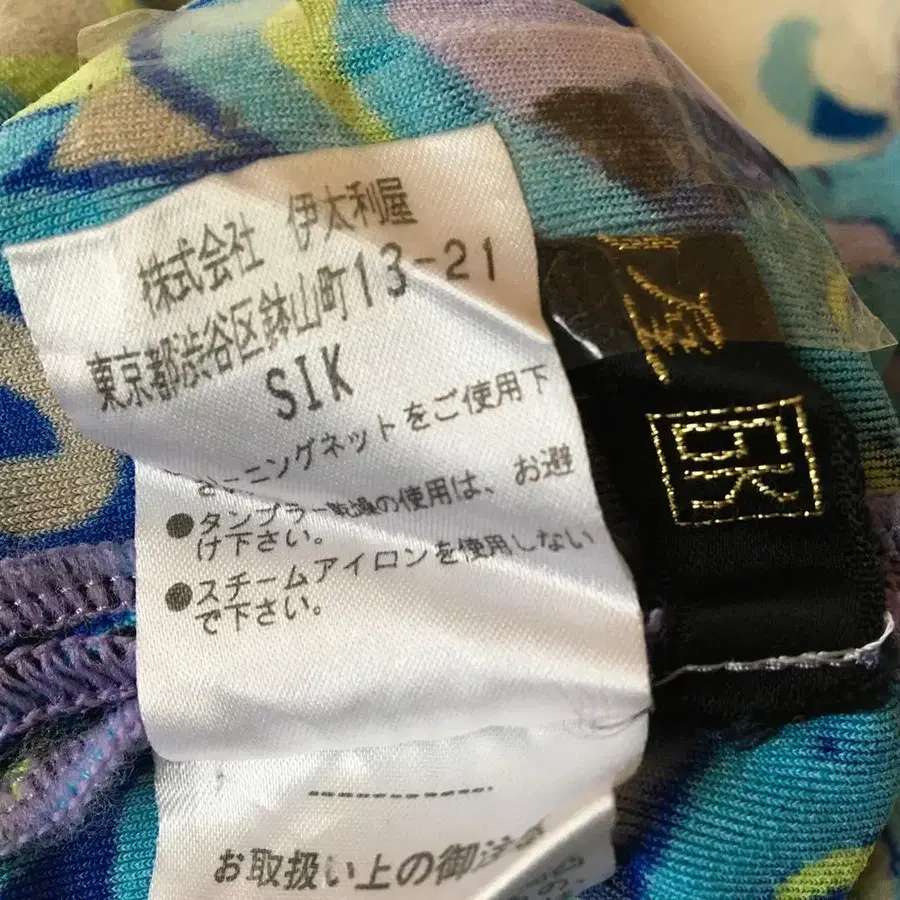 株式会社 伊太利屋
東京都渋谷区鉢山町13-21
SIK
ニングネットをご使用下
さ
●タンブラー乾燥の使用は、お避
け下さい。
●スチームアイロンを使用しない
で下さい。
-----------
お取扱い上の御注意
の、
屋
GK